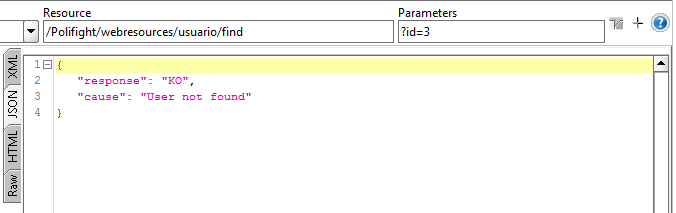 Resource Parameters
/Polifight/webresources/usuario/find ?id=3
XML
JSON
HTML
Raw
1 {
2 "response": "KO",
3 "cause": "User not found"
4 }